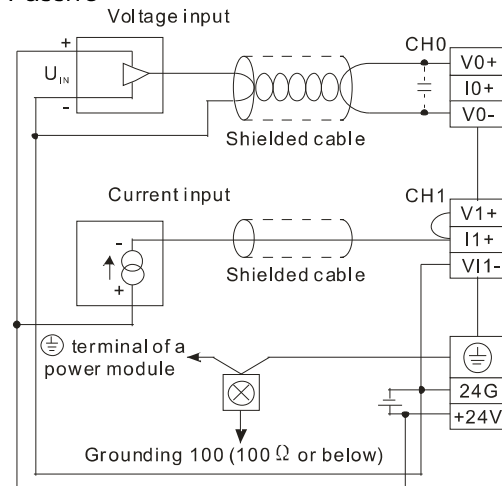 Passive
Voltage input
+
UIN
-
CH0
V0+
I0+
V0-
Shielded cable
Current input
CH1
-
+
V1+
I1+
VI1-
Shielded cable
terminal of a
power module
24G
+24V
Grounding 100 (100 Ω or below)